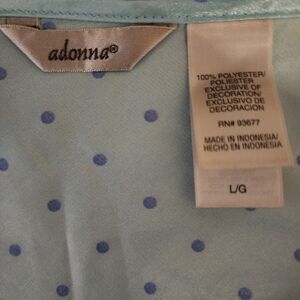 adonna®
100% POLYESTER/
POLIESTER
EXCLUSIVE OF
DECORATION/
EXCLUSIVO DE
DECORACION
RN# 93677
MADE IN INDONESIA/
HECHO EN INDONESIA
L/G